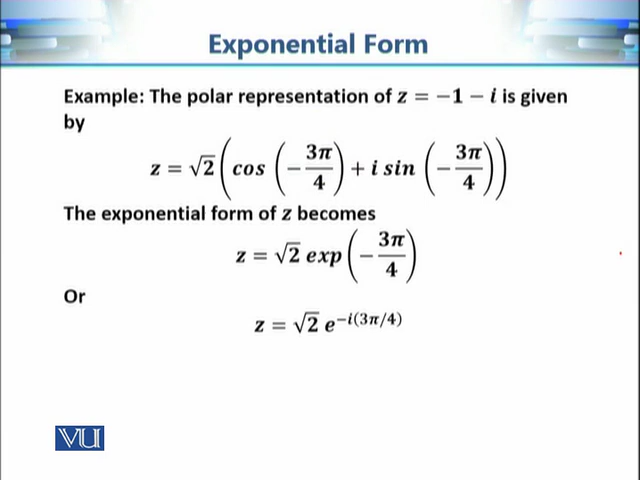 Exponential Form
Example: The polar representation of z = −1 − i is given
by
z = √2 ( cos (−3π/4) + i sin (−3π/4) )
The exponential form of z becomes
z = √2 exp (−3π/4)
Or
z = √2 e^−i(3π/4)
VU